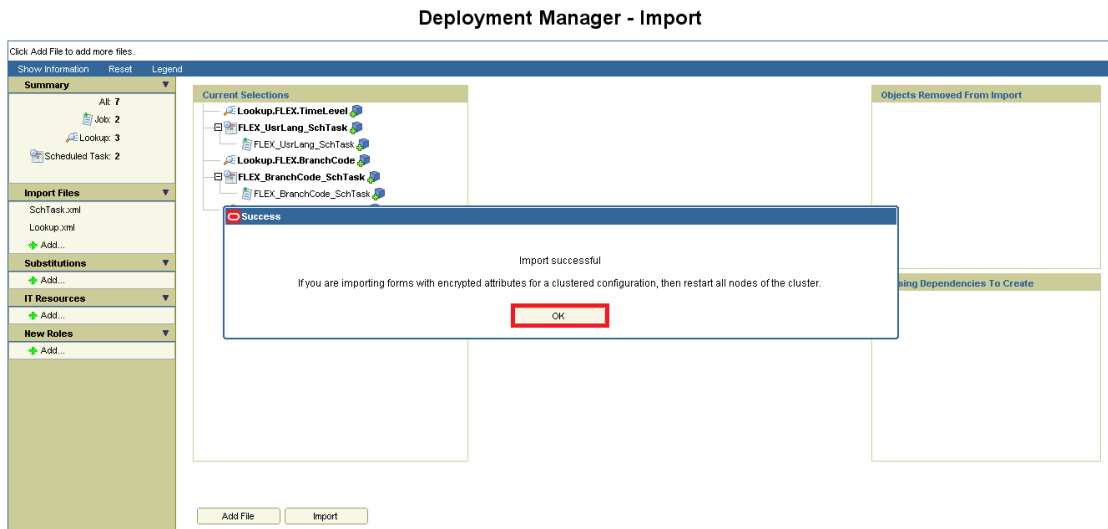 Deployment Manager - Import
Click Add File to add more files.
Show Information Reset Legend
Summary
All: 7
Job: 2
Lookup: 3
Scheduled Task: 2
Import Files
SchTask.xml
Lookup.xml
Add...
Substitutions
Add...
IT Resources
Add...
New Roles
Add...
Current Selections
Lookup.FLEX.TimeLevel
FLEX_UsrLang_SchTask
FLEX_UsrLang_SchTask
Lookup.FLEX.BranchCode
FLEX_BranchCode_SchTask
FLEX_BranchCode_SchTask
Objects Removed From Import
Success
Import successful
If you are importing forms with encrypted attributes for a clustered configuration, then restart all nodes of the cluster.
OK
sing Dependencies To Create
Add File
Import